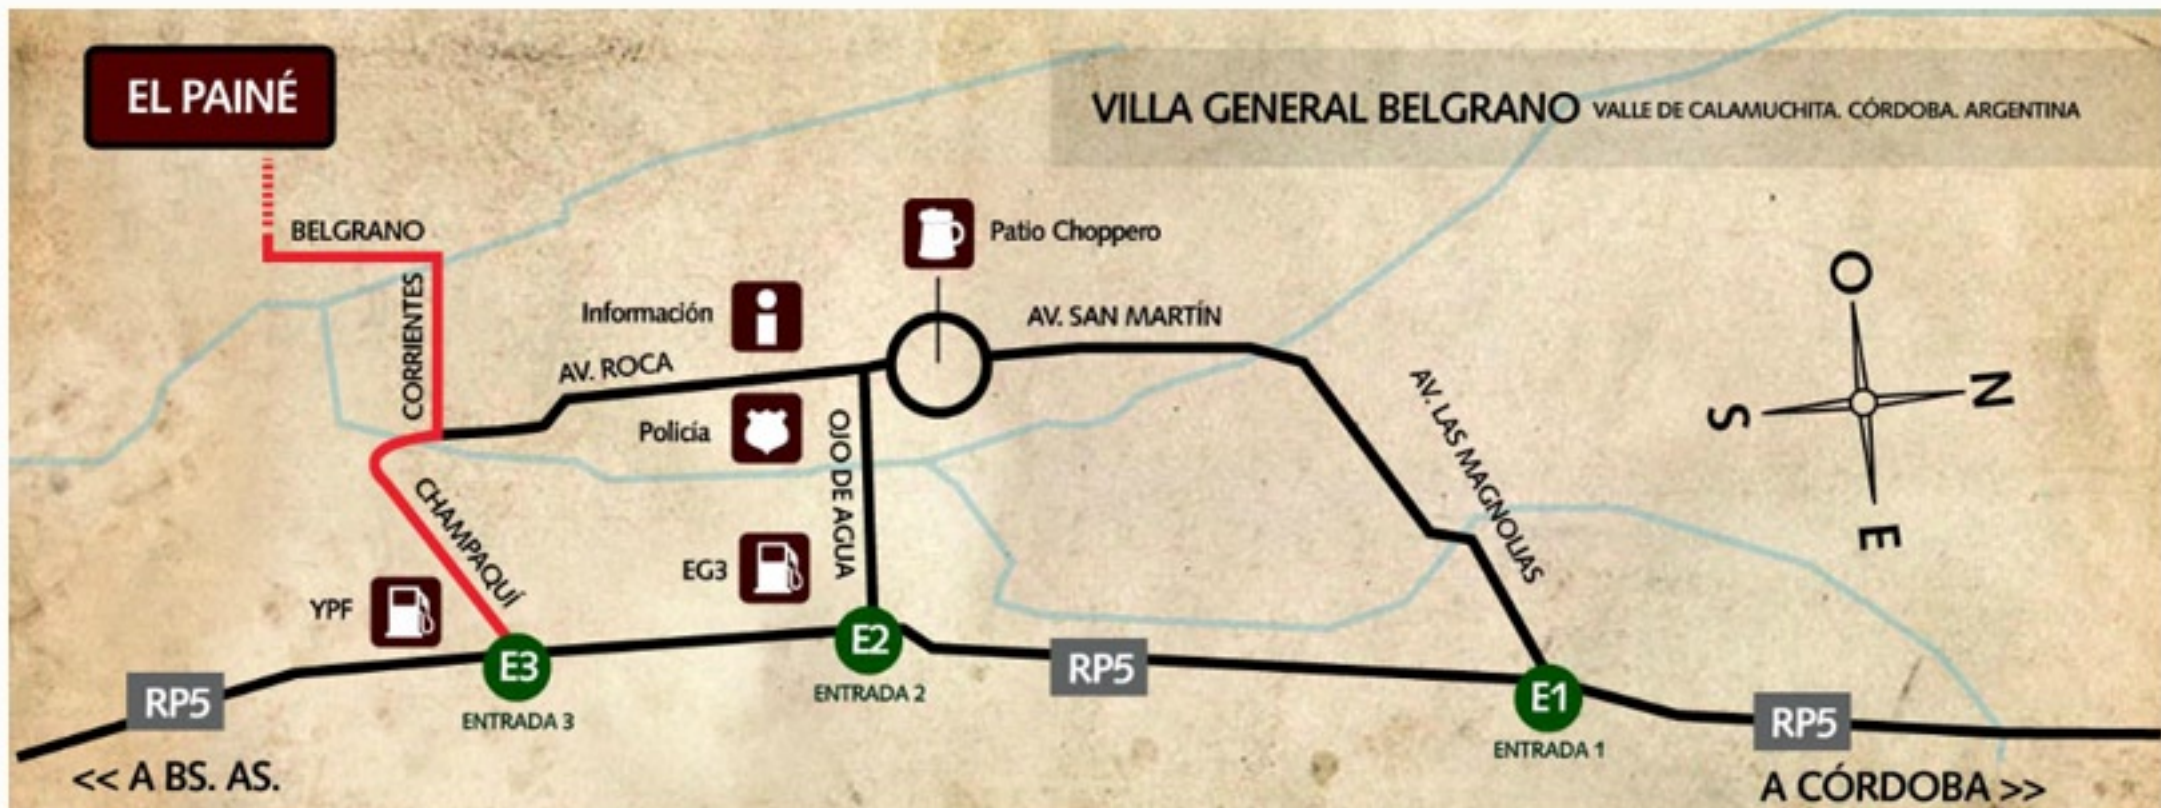 EL PAINÉ
VILLA GENERAL BELGRANO VALLE DE CALAMUCHITA. CÓRDOBA. ARGENTINA
BELGRANO
Patio Choppero
CORRIENTES
Información
AV. ROCA
AV. SAN MARTÍN
Policía
OJO DE AGUA
AV. LAS MAGNOLIAS
O
S
N
E
CHAMPAQUÍ
EG3
YPF
E3
ENTRADA 3
E2
ENTRADA 2
E1
ENTRADA 1
RP5
RP5
RP5
<< A BS. AS.
A CÓRDOBA >>